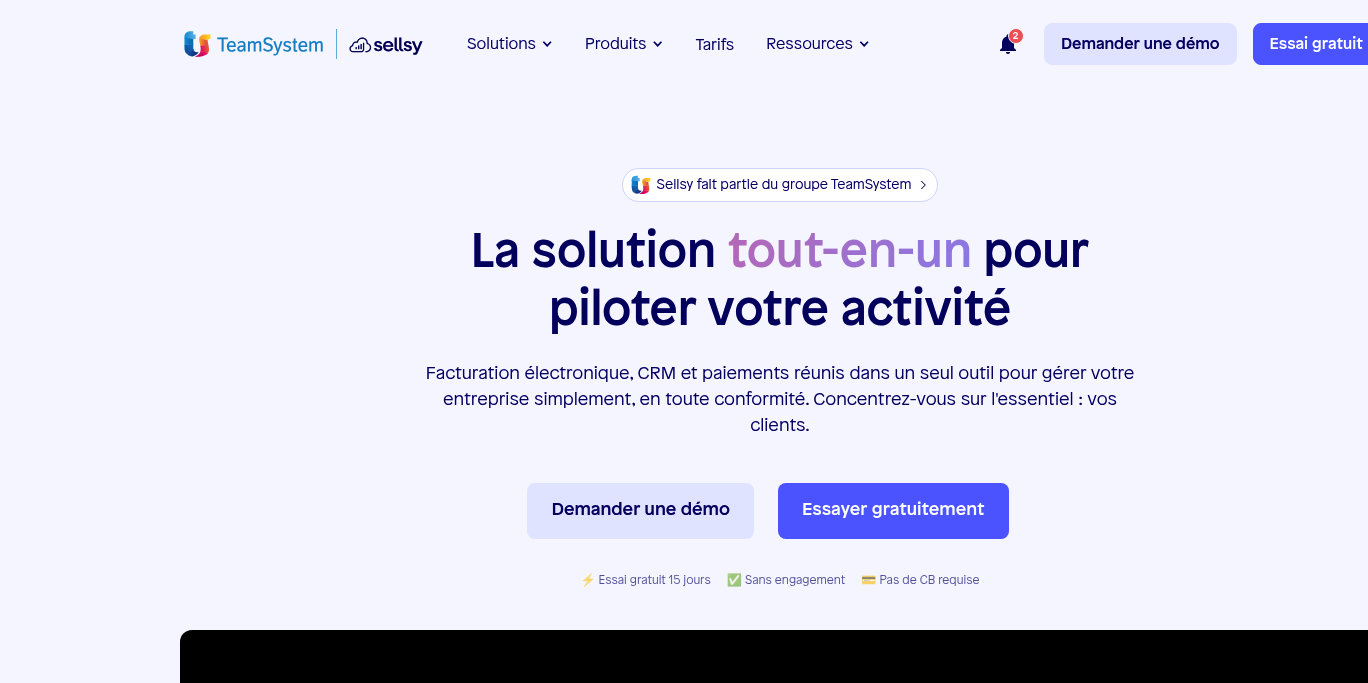 TeamSystem sellsy Solutions Produits Tarifs Ressources 2 Demander une démo Essai gratuit
Sellsy fait partie du groupe TeamSystem
La solution tout-en-un pour
piloter votre activité
Facturation électronique, CRM et paiements réunis dans un seul outil pour gérer votre
entreprise simplement, en toute conformité. Concentrez-vous sur l'essentiel : vos
clients.
Demander une démo Essayer gratuitement
⚡ Essai gratuit 15 jours ✅ Sans engagement 💳 Pas de CB requise